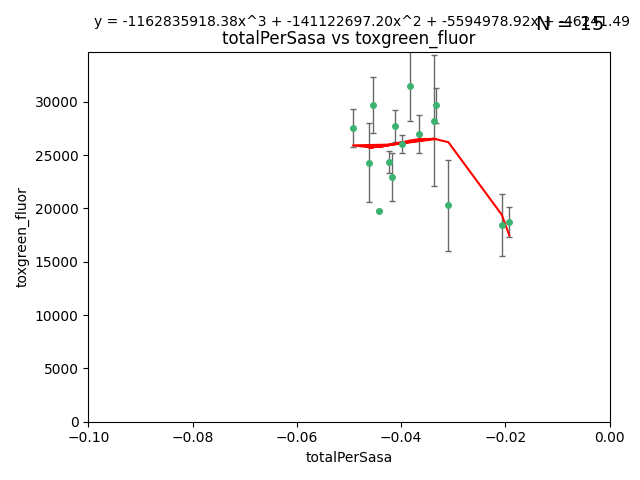 y = -1162835918.38x^3 + -141122697.20x^2 + -5594978.92x
N = 15
totalPerSasa vs toxgreen_fluor
30000
25000
20000
15000
10000
5000
0
toxgreen_fluor
−0.10
−0.08
−0.06
−0.04
−0.02
0.00
totalPerSasa